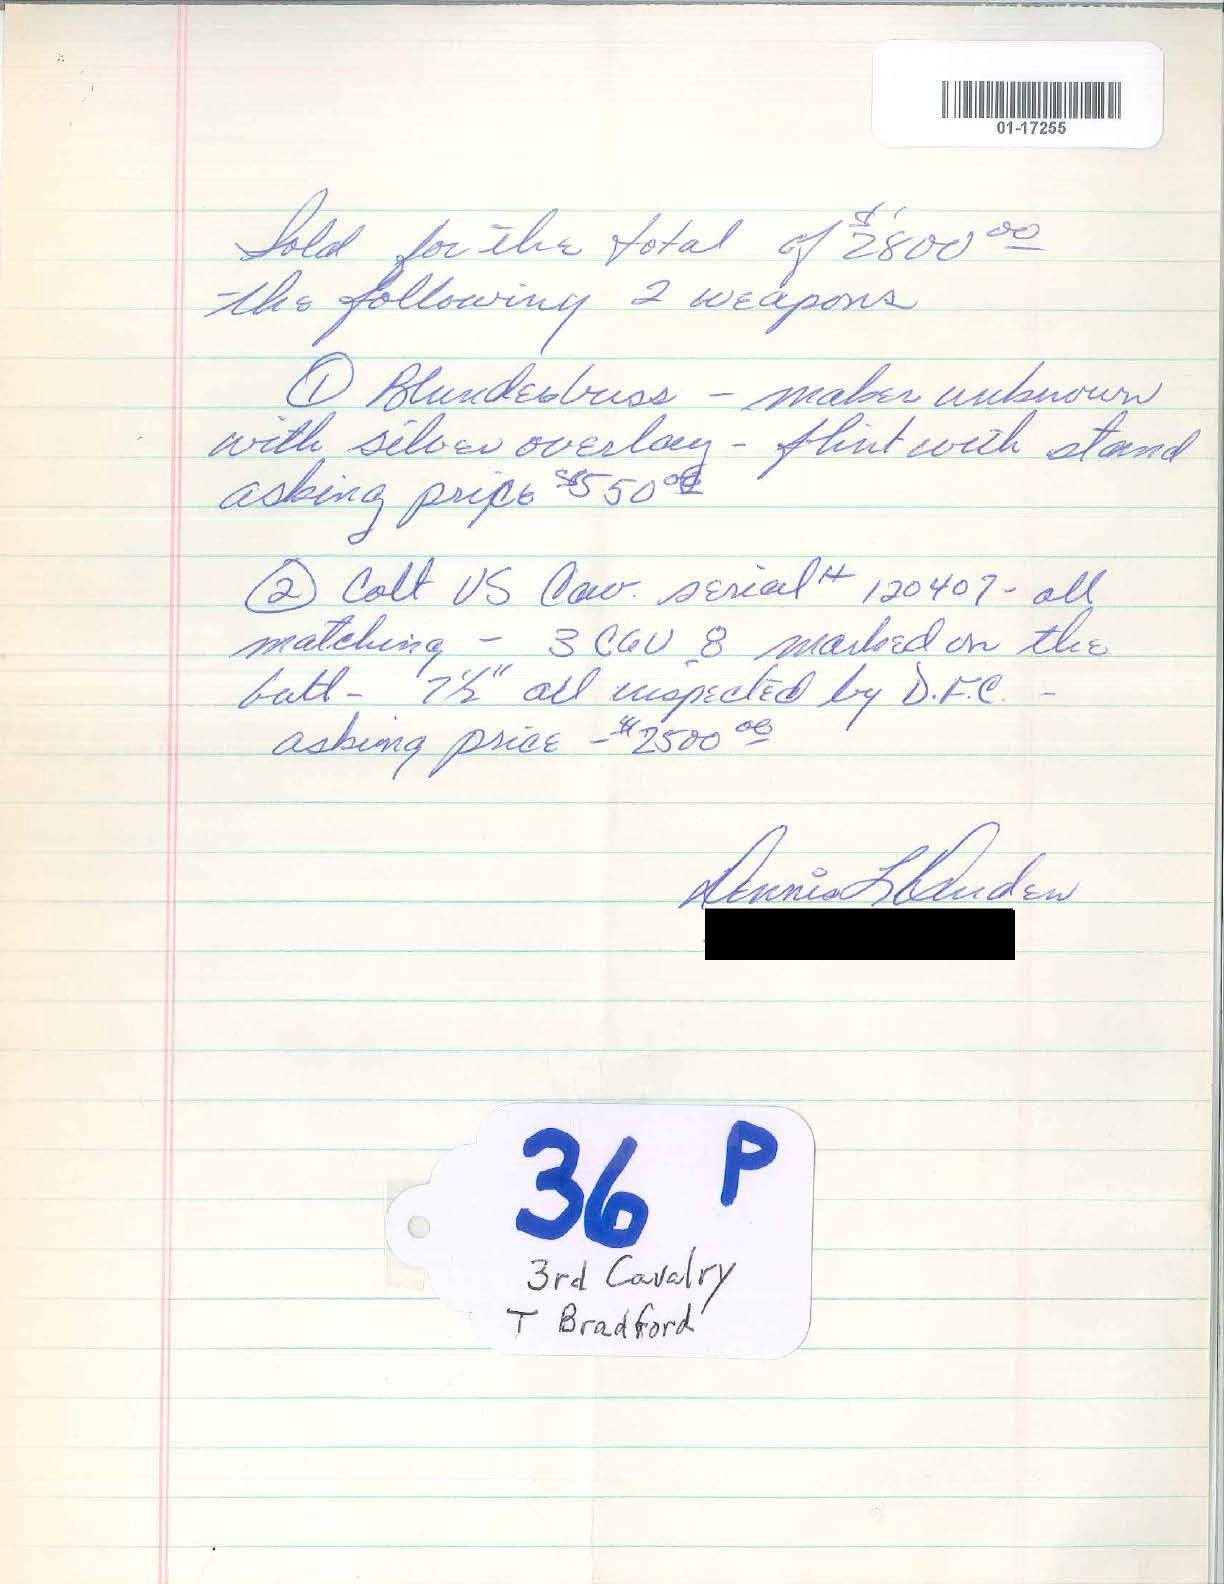 01-17255
Sold for the total of $2800 00
the following 2 weapons
① Blunderbuss - maker unknown
with silver overlay - flint with stand
asking price $550 00
② Colt US Cav. serial # 120407 - all
matching - 3 CAV 8 marked on the
butt - 7½" all inspected by D.F.C. -
asking price - $2500 00
Dennis L
36 P
3rd Cavalry
T Bradford